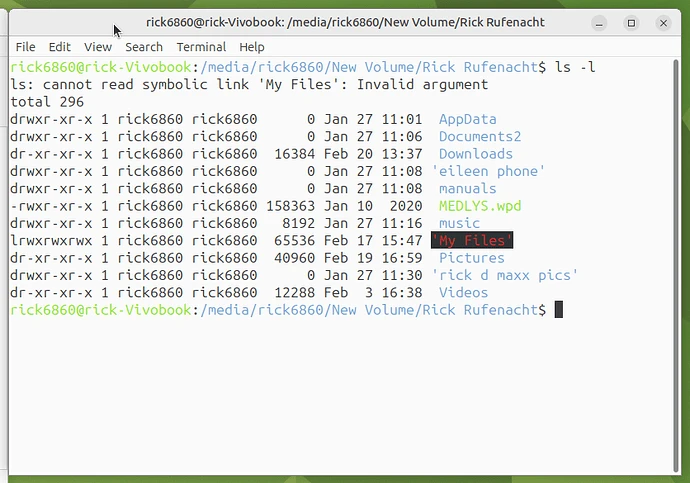 rick6860@rick-Vivobook: /media/rick6860/New Volume/Rick Rufenacht
File Edit View Search Terminal Help
rick6860@rick-Vivobook:/media/rick6860/New Volume/Rick Rufenacht$ ls -l
ls: cannot read symbolic link 'My Files': Invalid argument
total 296
drwxr-xr-x 1 rick6860 rick6860      0 Jan 27 11:01  AppData
drwxr-xr-x 1 rick6860 rick6860      0 Jan 27 11:06  Documents2
dr-xr-xr-x 1 rick6860 rick6860  16384 Feb 20 13:37  Downloads
drwxr-xr-x 1 rick6860 rick6860      0 Jan 27 11:08 'eileen phone'
drwxr-xr-x 1 rick6860 rick6860      0 Jan 27 11:08  manuals
-rwxr-xr-x 1 rick6860 rick6860 158363 Jan 10  2020  MEDLYS.wpd
drwxr-xr-x 1 rick6860 rick6860   8192 Jan 27 11:16  music
lrwxrwxrwx 1 rick6860 rick6860  65536 Feb 17 15:47 'My Files'
dr-xr-xr-x 1 rick6860 rick6860  40960 Feb 19 16:59  Pictures
drwxr-xr-x 1 rick6860 rick6860      0 Jan 27 11:30 'rick d maxx pics'
dr-xr-xr-x 1 rick6860 rick6860  12288 Feb  3 16:38  Videos
rick6860@rick-Vivobook:/media/rick6860/New Volume/Rick Rufenacht$